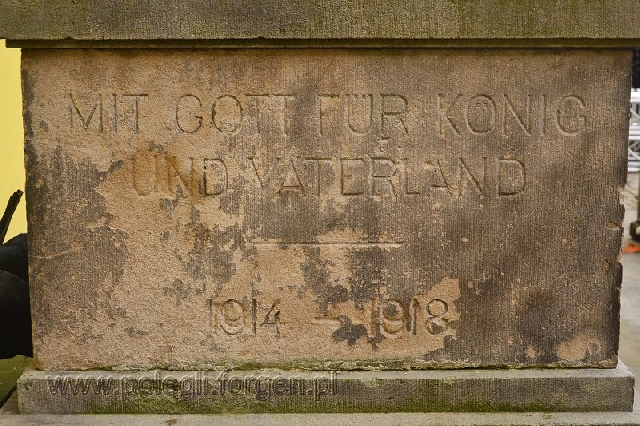 MIT GOTT FÜR KÖNIG
UND VATERLAND
1914 – 1918
www.polegli.forgen.pl